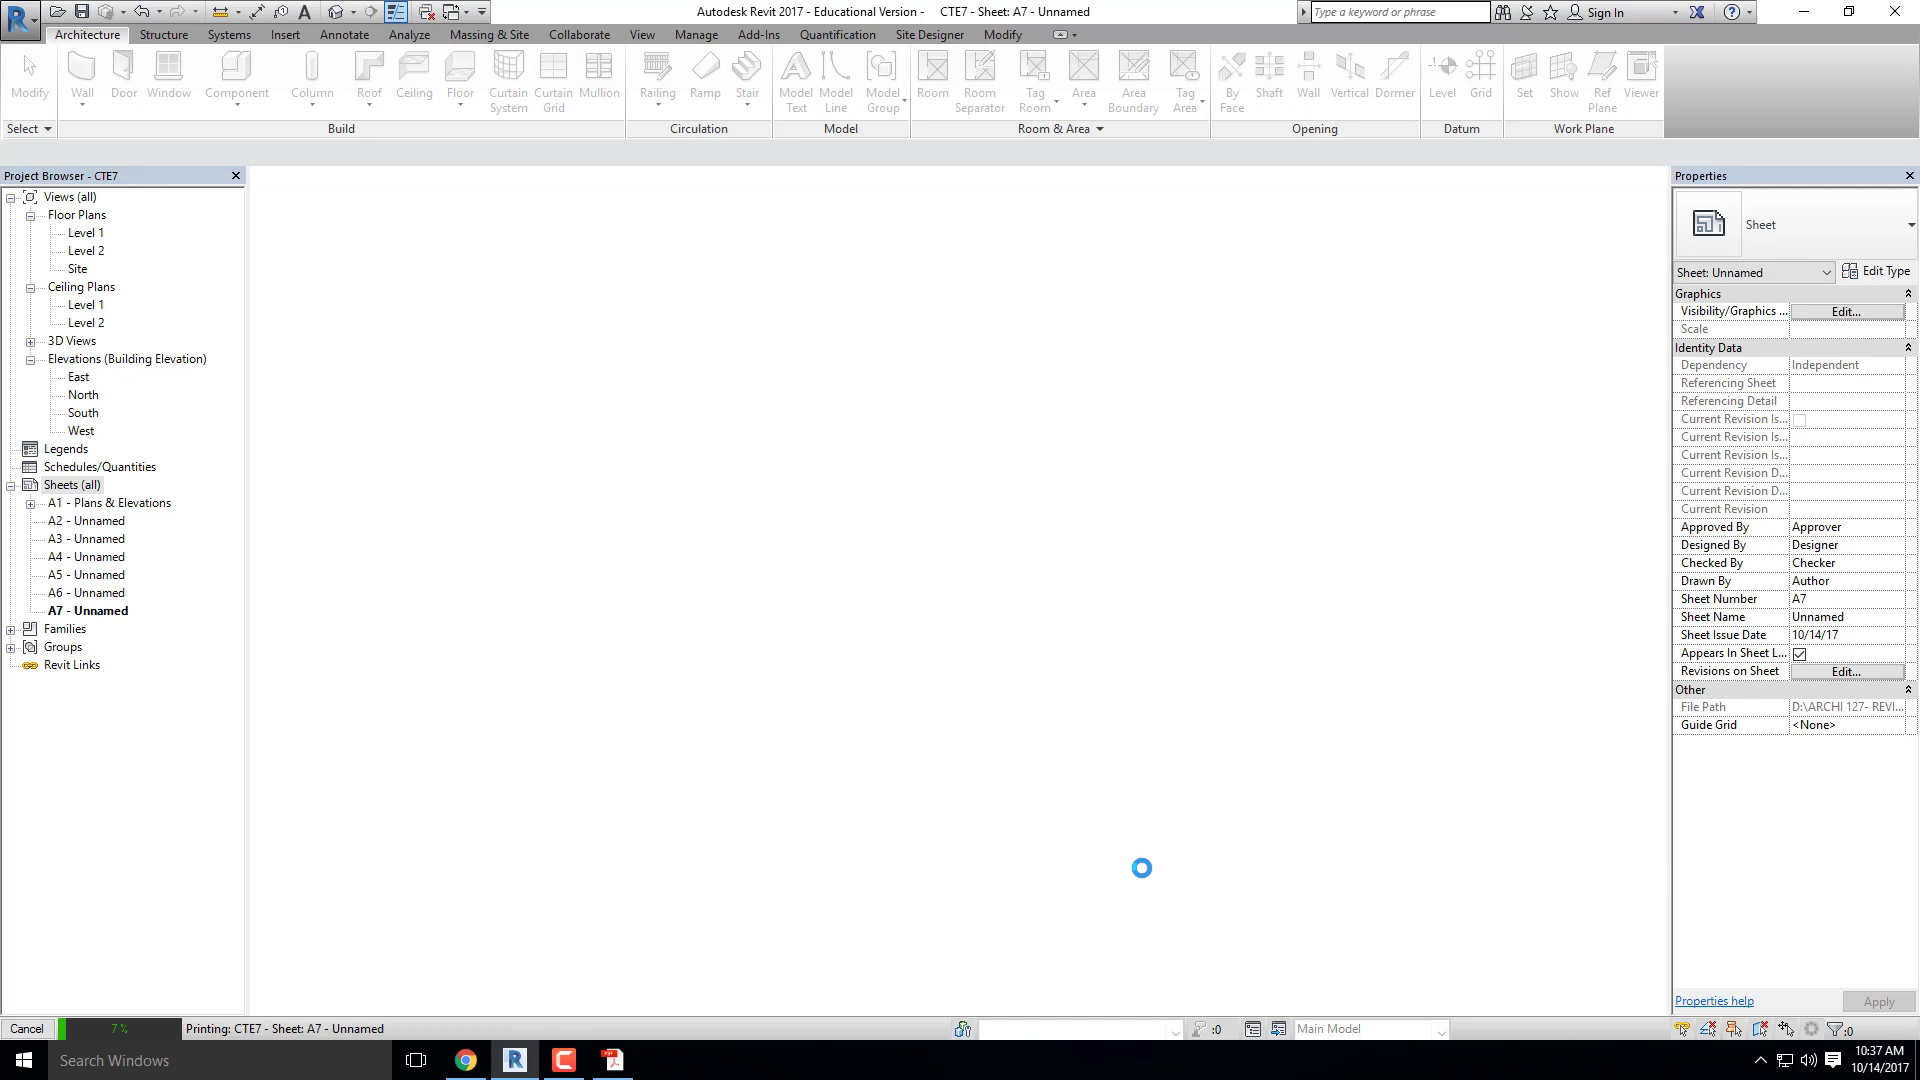 Autodesk Revit 2017 - Educational Version - CTE7 - Sheet: A7 - Unnamed
Type a keyword or phrase
Sign In
Architecture Structure Systems Insert Annotate Analyze Massing & Site Collaborate View Manage Add-Ins Quantification Site Designer Modify
Modify Wall Door Window Component Column Roof Ceiling Floor Curtain System Curtain Grid Mullion Railing Ramp Stair Model Text Model Line Model Group Room Room Separator Tag Room Area Area Boundary Tag Area By Face Shaft Wall Vertical Dormer Level Grid Set Show Ref Plane Viewer
Select Build Circulation Model Room & Area Opening Datum Work Plane
Project Browser - CTE7
Views (all)
Floor Plans
Level 1
Level 2
Site
Ceiling Plans
Level 1
Level 2
3D Views
Elevations (Building Elevation)
East
North
South
West
Legends
Schedules/Quantities
Sheets (all)
A1 - Plans & Elevations
A2 - Unnamed
A3 - Unnamed
A4 - Unnamed
A5 - Unnamed
A6 - Unnamed
A7 - Unnamed
Families
Groups
Revit Links
Properties
Sheet
Sheet: Unnamed Edit Type
Graphics
Visibility/Graphics ... Edit...
Scale
Identity Data
Dependency Independent
Referencing Sheet
Referencing Detail
Current Revision Is...
Current Revision Is...
Current Revision Is...
Current Revision D...
Current Revision D...
Current Revision
Approved By Approver
Designed By Designer
Checked By Checker
Drawn By Author
Sheet Number A7
Sheet Name Unnamed
Sheet Issue Date 10/14/17
Appears In Sheet L...
Revisions on Sheet Edit...
Other
File Path D:\ARCHI 127- REVI...
Guide Grid <None>
Properties help Apply
Cancel 7 % Printing: CTE7 - Sheet: A7 - Unnamed :0 Main Model :0
Search Windows
10:37 AM
10/14/2017